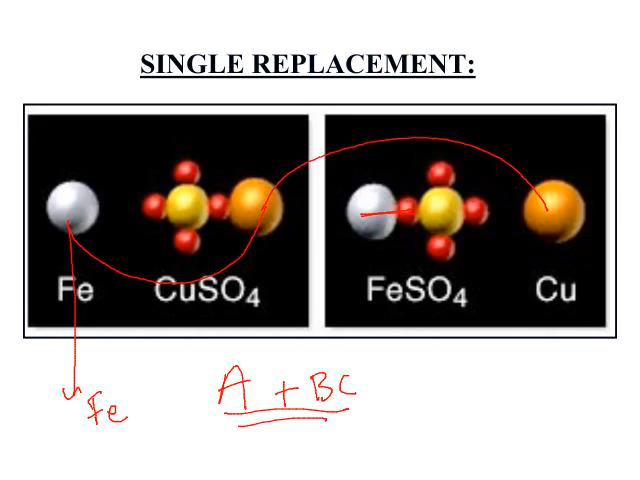 SINGLE REPLACEMENT:
Fe CuSO₄ FeSO₄ Cu
Fe A + BC